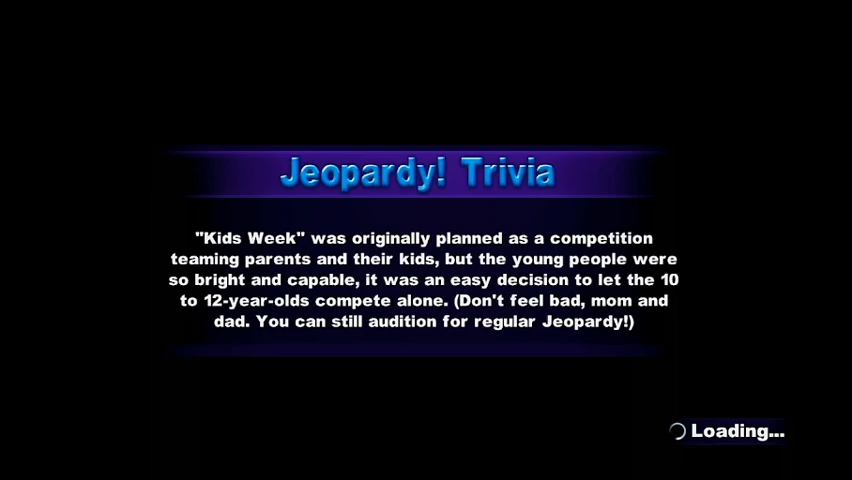 Jeopardy! Trivia
"Kids Week" was originally planned as a competition
teaming parents and their kids, but the young people were
so bright and capable, it was an easy decision to let the 10
to 12-year-olds compete alone. (Don't feel bad, mom and
dad. You can still audition for regular Jeopardy!)
Loading...